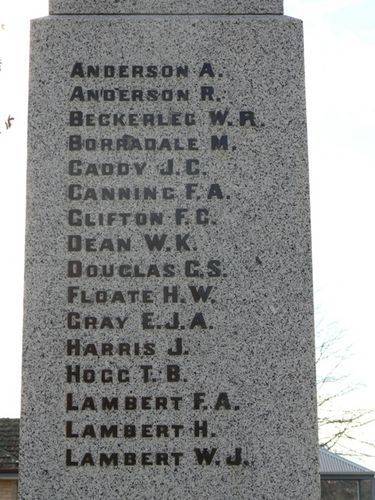 ANDERSON A.
ANDERSON R.
BECKERLEG W.R.
BORRADALE M.
CADDY J.C.
CANNING F.A.
CLIFTON F.C.
DEAN W.K.
DOUGLAS C.S.
FLOATE H.W.
GRAY E.J.A.
HARRIS J.
HOGG T.B.
LAMBERT F.A.
LAMBERT H.
LAMBERT W.J.